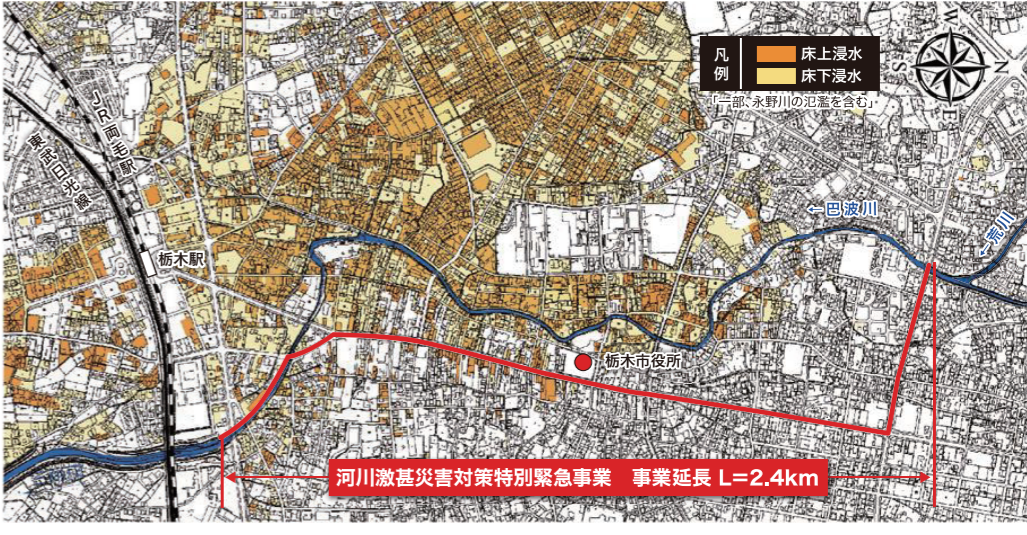 凡例
床上浸水
床下浸水
「一部、永野川の氾濫を含む」
W
N
S
E
JR両毛駅
東武日光線
←巴波川
←荒川
栃木駅
栃木市役所
河川激甚災害対策特別緊急事業 事業延長 L=2.4km